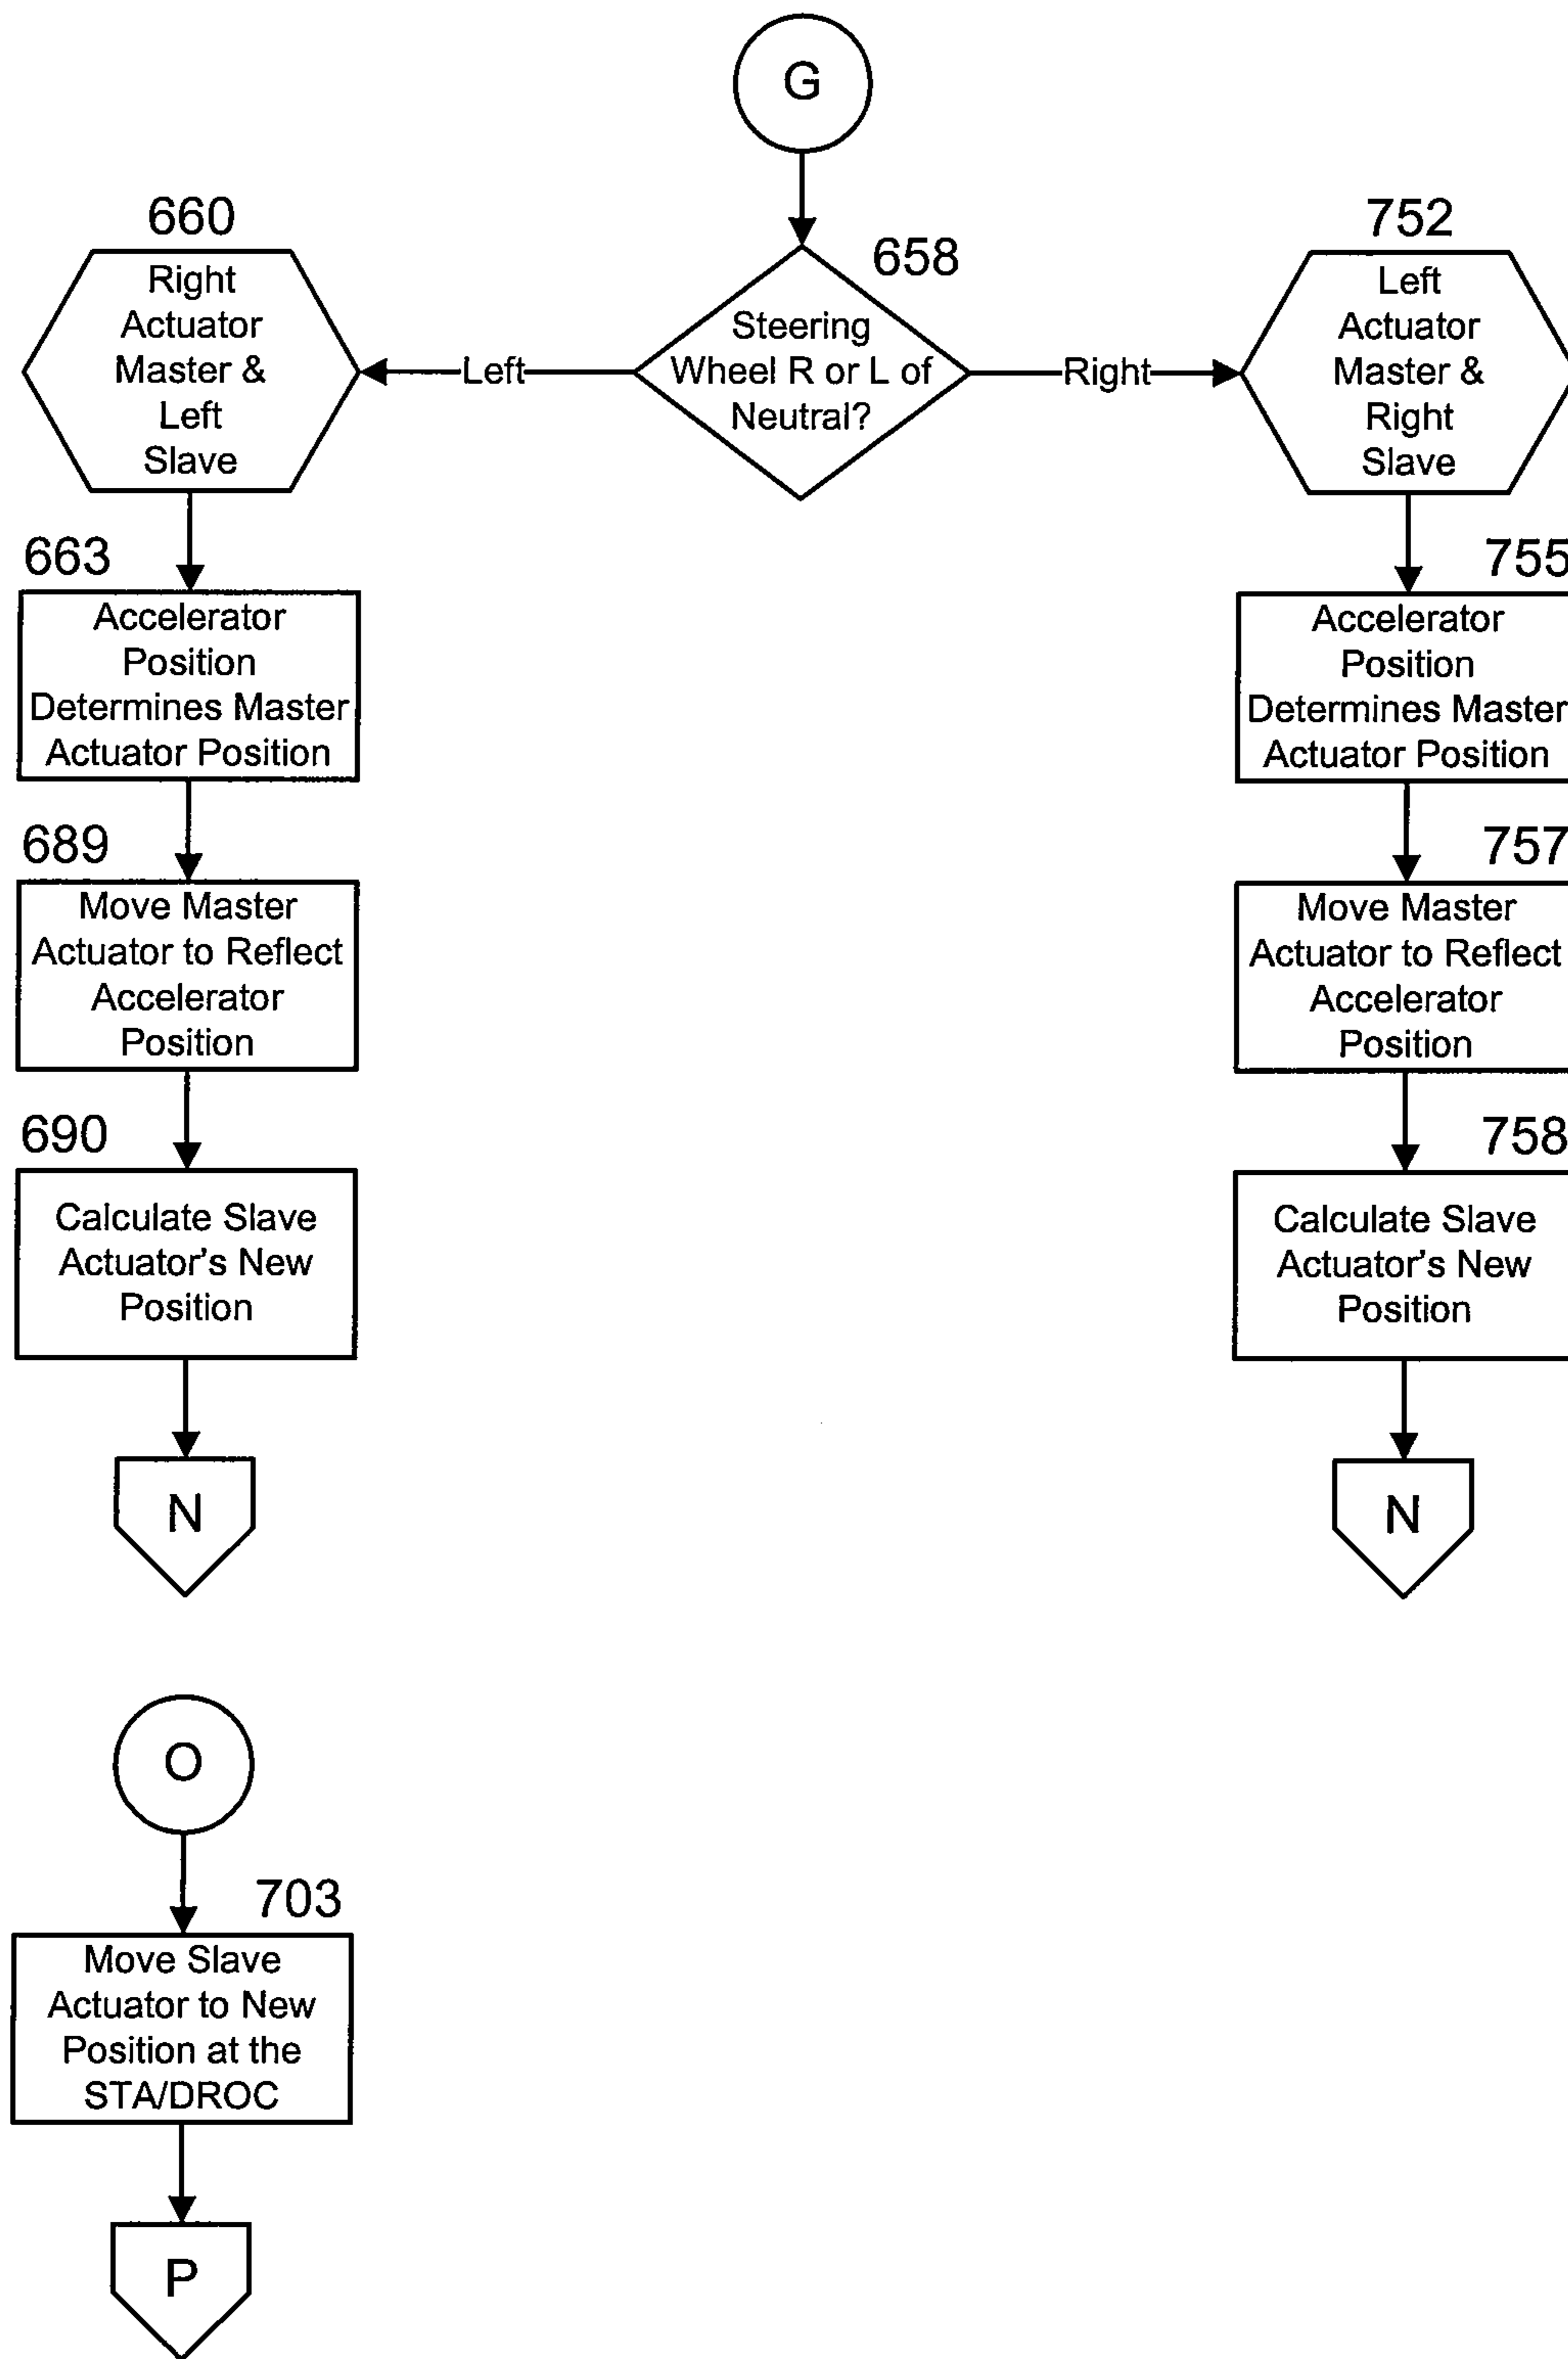 G
658
Steering
Wheel R or L of
Neutral?
Left
Right
660
Right
Actuator
Master &
Left
Slave
663
Accelerator
Position
Determines Master
Actuator Position
689
Move Master
Actuator to Reflect
Accelerator
Position
690
Calculate Slave
Actuator's New
Position
N
752
Left
Actuator
Master &
Right
Slave
755
Accelerator
Position
Determines Master
Actuator Position
757
Move Master
Actuator to Reflect
Accelerator
Position
758
Calculate Slave
Actuator's New
Position
N
O
703
Move Slave
Actuator to New
Position at the
STA/DROC
P